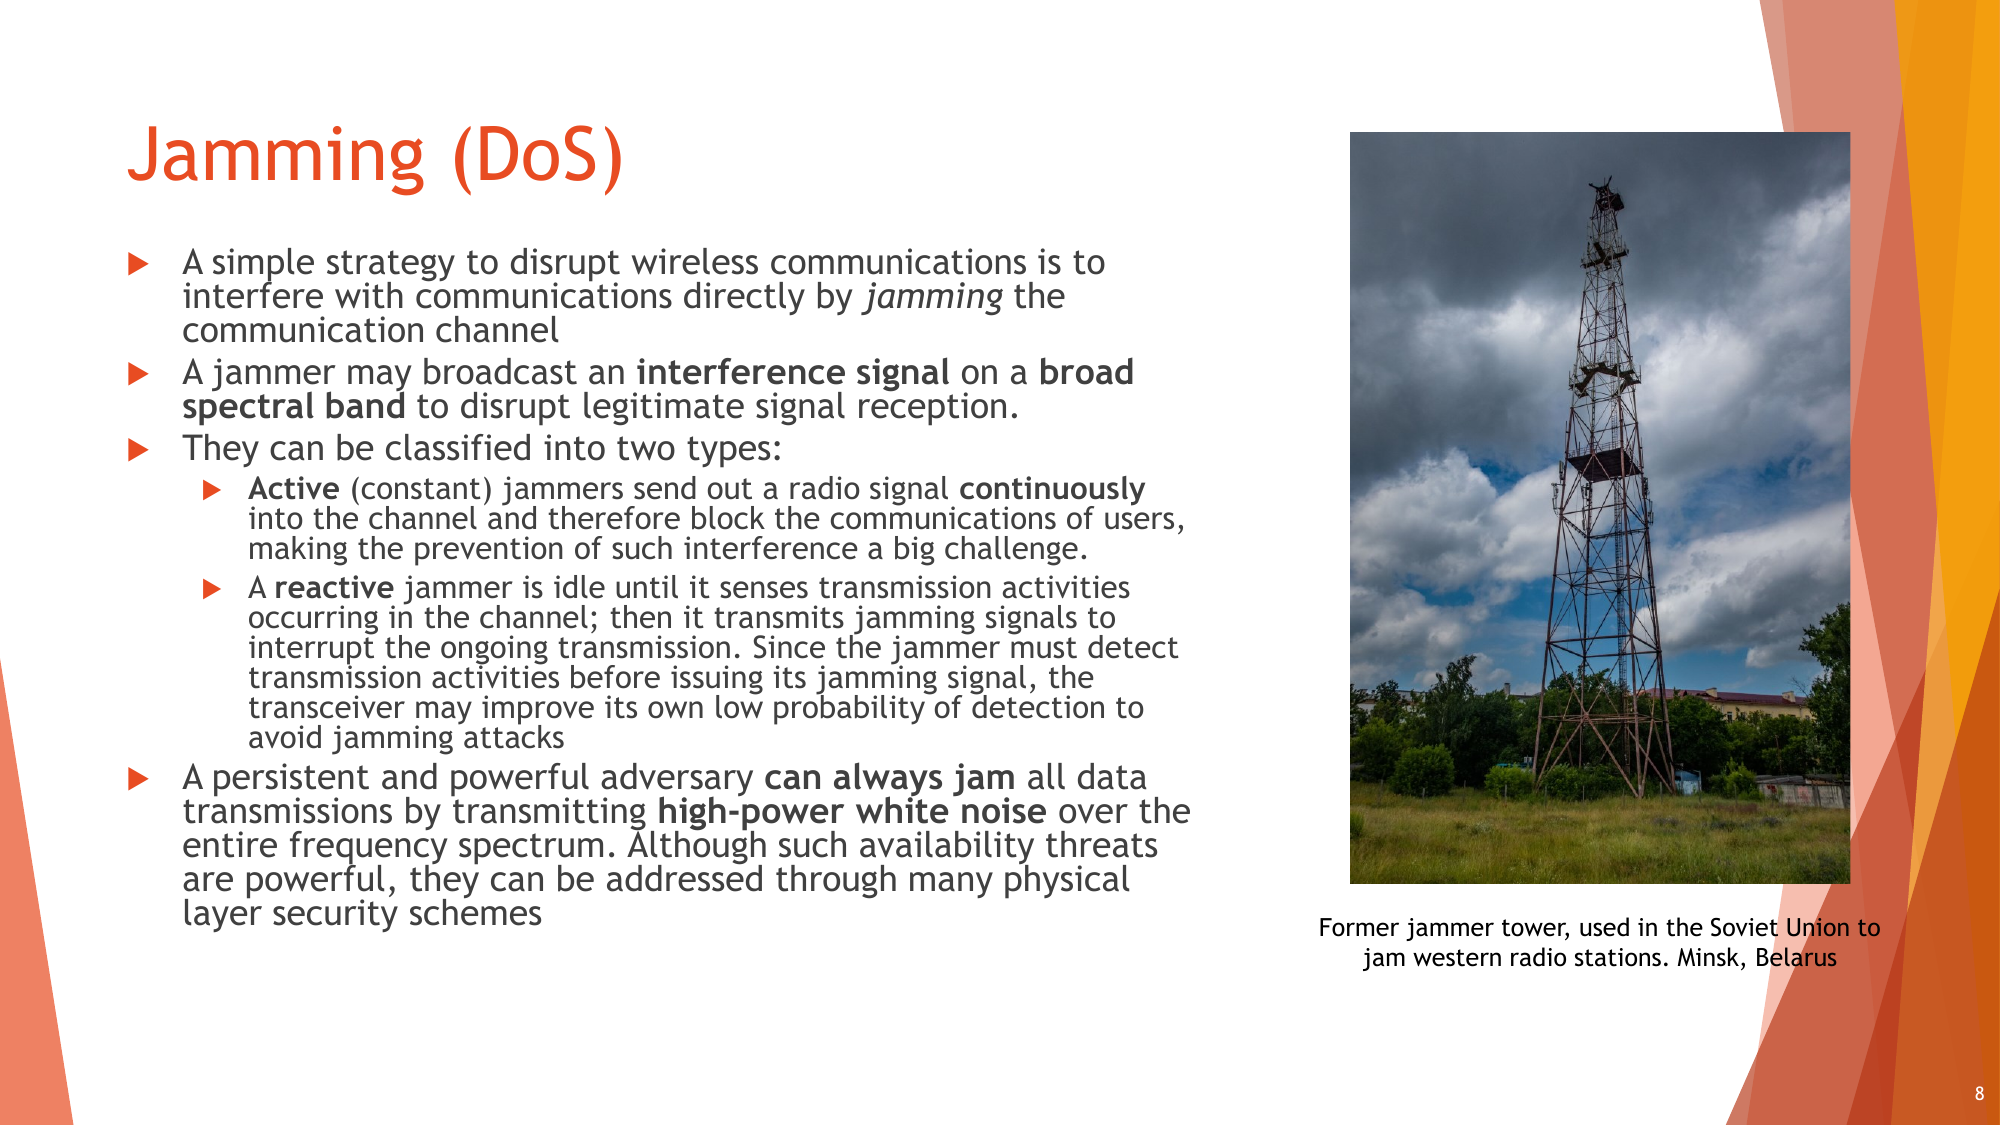 Jamming (DoS)
A simple strategy to disrupt wireless communications is to
interfere with communications directly by jamming the
communication channel
A jammer may broadcast an interference signal on a broad
spectral band to disrupt legitimate signal reception.
They can be classified into two types:
Active (constant) jammers send out a radio signal continuously
into the channel and therefore block the communications of users,
making the prevention of such interference a big challenge.
A reactive jammer is idle until it senses transmission activities
occurring in the channel; then it transmits jamming signals to
interrupt the ongoing transmission. Since the jammer must detect
transmission activities before issuing its jamming signal, the
transceiver may improve its own low probability of detection to
avoid jamming attacks
A persistent and powerful adversary can always jam all data
transmissions by transmitting high-power white noise over the
entire frequency spectrum. Although such availability threats
are powerful, they can be addressed through many physical
layer security schemes
Former jammer tower, used in the Soviet Union to
jam western radio stations. Minsk, Belarus
8